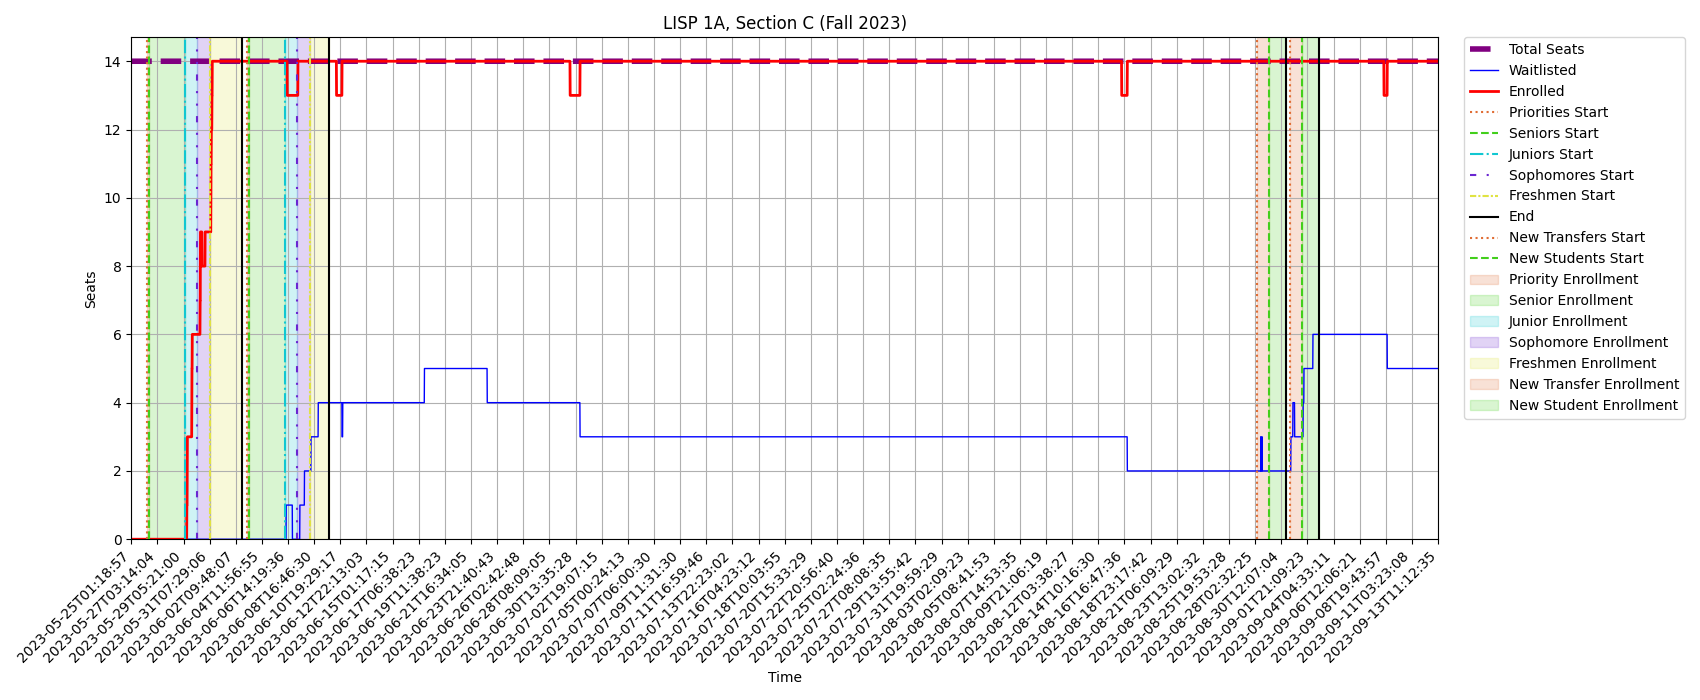 LISP 1A, Section C (Fall 2023)
Seats
14
12
10
8
6
4
2
0
2023-05-25T01:18:57
2023-05-27T03:14:04
2023-05-29T05:21:00
2023-05-31T07:29:06
2023-06-02T09:48:07
2023-06-04T11:56:55
2023-06-06T14:19:36
2023-06-08T16:46:30
2023-06-10T19:29:17
2023-06-12T22:13:03
2023-06-15T01:17:15
2023-06-17T06:38:23
2023-06-19T11:38:23
2023-06-21T16:34:05
2023-06-23T21:40:43
2023-06-26T02:42:48
2023-06-28T08:09:05
2023-06-30T13:35:28
2023-07-02T19:07:15
2023-07-05T00:24:13
2023-07-07T06:00:30
2023-07-09T11:31:30
2023-07-11T16:59:46
2023-07-13T22:23:02
2023-07-16T04:23:12
2023-07-18T10:03:55
2023-07-20T15:33:29
2023-07-22T20:56:40
2023-07-25T02:24:36
2023-07-27T08:08:35
2023-07-29T13:55:42
2023-07-31T19:59:29
2023-08-03T02:09:23
2023-08-05T08:41:53
2023-08-07T14:53:35
2023-08-09T21:06:19
2023-08-12T03:38:27
2023-08-14T10:16:30
2023-08-16T16:47:36
2023-08-18T23:17:42
2023-08-21T06:09:29
2023-08-23T13:02:32
2023-08-25T19:53:28
2023-08-28T02:32:25
2023-08-30T12:07:04
2023-09-01T21:09:23
2023-09-04T04:33:11
2023-09-06T12:06:21
2023-09-08T19:43:57
2023-09-11T03:23:08
2023-09-13T11:12:35
Time
Total Seats
Waitlisted
Enrolled
Priorities Start
Seniors Start
Juniors Start
Sophomores Start
Freshmen Start
End
New Transfers Start
New Students Start
Priority Enrollment
Senior Enrollment
Junior Enrollment
Sophomore Enrollment
Freshmen Enrollment
New Transfer Enrollment
New Student Enrollment